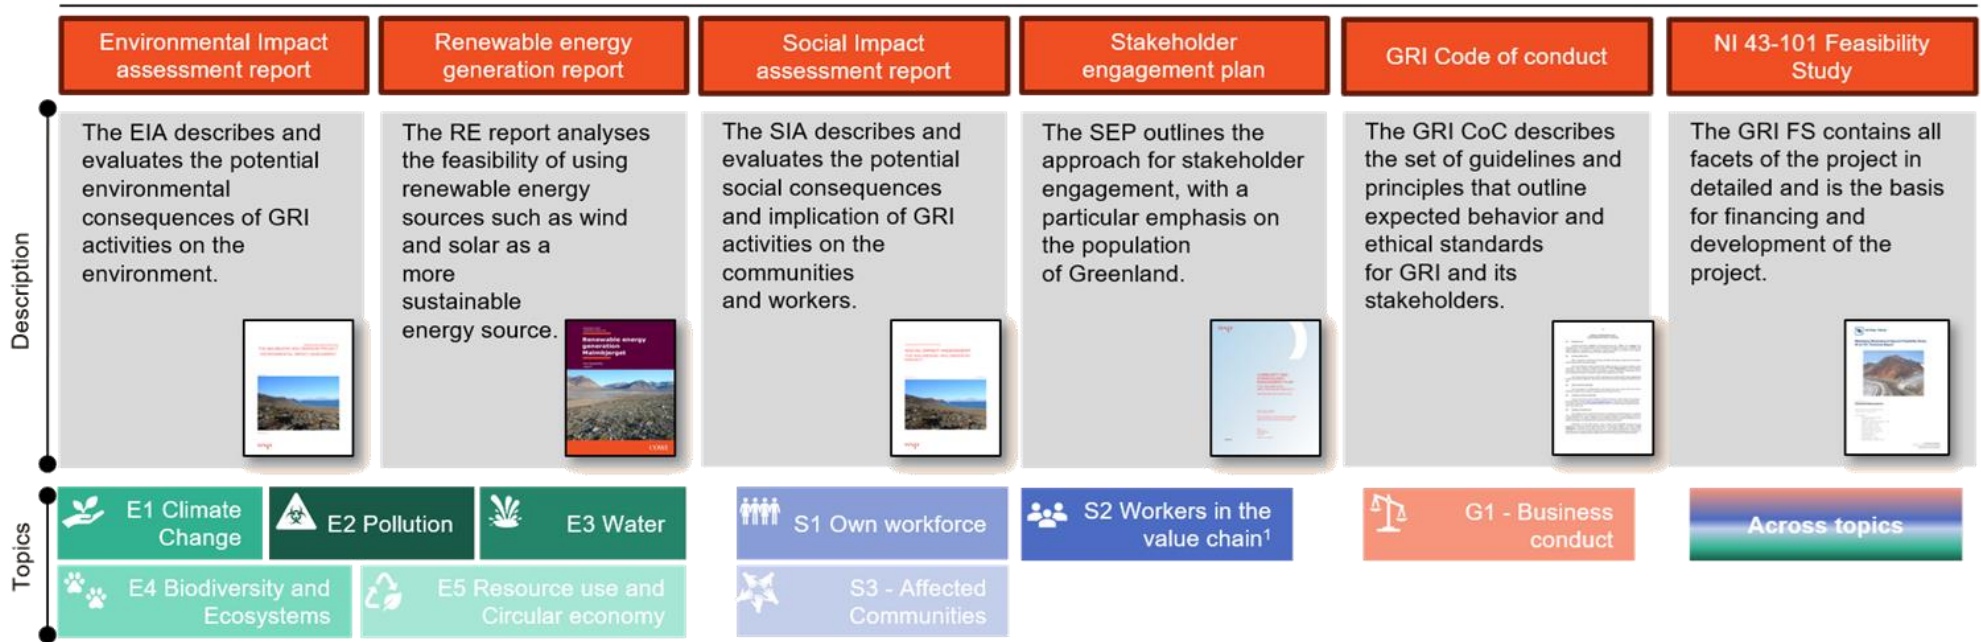 Environmental Impact
assessment report
Renewable energy
generation report
Social Impact
assessment report
Stakeholder
engagement plan
GRI Code of conduct
NI 43-101 Feasibility
Study
Description
The EIA describes and
evaluates the potential
environmental
consequences of GRI
activities on the
environment.
The RE report analyses
the feasibility of using
renewable energy
sources such as wind
and solar as a
more
sustainable
energy source.
Renewable energy
generation
Malmbjerget
COWI
The SIA describes and
evaluates the potential
social consequences
and implication of GRI
activities on the
communities
and workers.
The SEP outlines the
approach for stakeholder
engagement, with a
particular emphasis on
the population
of Greenland.
The GRI CoC describes
the set of guidelines and
principles that outline
expected behavior and
ethical standards
for GRI and its
stakeholders.
The GRI FS contains all
facets of the project in
detailed and is the basis
for financing and
development of the
project.
Topics
E1 Climate
Change
E2 Pollution
E3 Water
S1 Own workforce
S2 Workers in the
value chain¹
G1 - Business
conduct
Across topics
E4 Biodiversity and
Ecosystems
E5 Resource use and
Circular economy
S3 - Affected
Communities